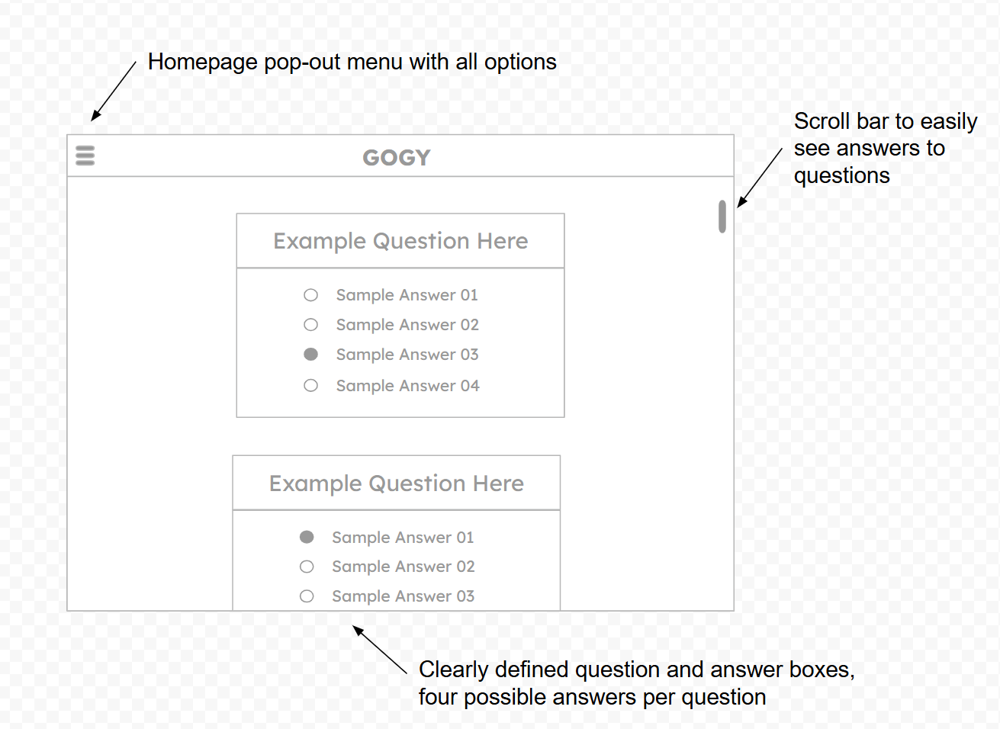 Homepage pop-out menu with all options
Scroll bar to easily
see answers to
questions
GOGY
Example Question Here
Sample Answer 01
Sample Answer 02
Sample Answer 03
Sample Answer 04
Example Question Here
Sample Answer 01
Sample Answer 02
Sample Answer 03
Clearly defined question and answer boxes,
four possible answers per question